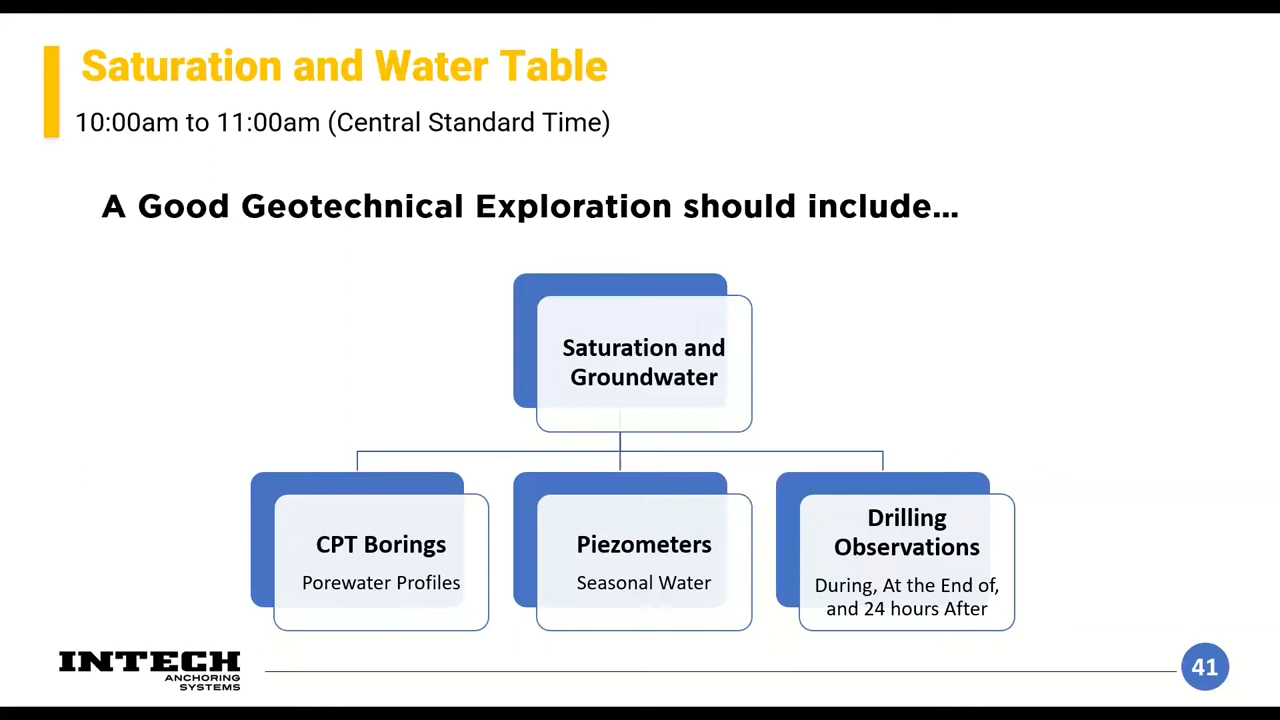 Saturation and Water Table
10:00am to 11:00am (Central Standard Time)
A Good Geotechnical Exploration should include...
Saturation and
Groundwater
CPT Borings
Porewater Profiles
Piezometers
Seasonal Water
Drilling
Observations
During, At the End of,
and 24 hours After
INTECH
ANCHORING
SYSTEMS
41